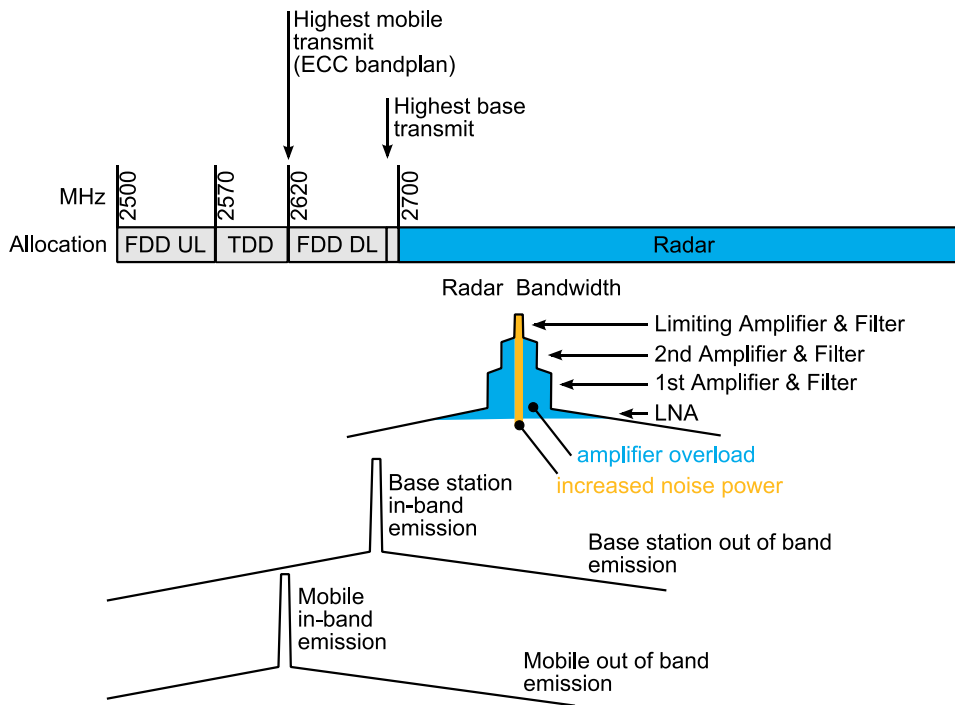 Highest mobile
transmit
(ECC bandplan)
Highest base
transmit
MHz
2500
2570
2620
2700
Allocation
FDD UL
TDD
FDD DL
Radar
Radar Bandwidth
Limiting Amplifier & Filter
2nd Amplifier & Filter
1st Amplifier & Filter
LNA
amplifier overload
increased noise power
Base station
in-band
emission
Base station out of band
emission
Mobile
in-band
emission
Mobile out of band
emission